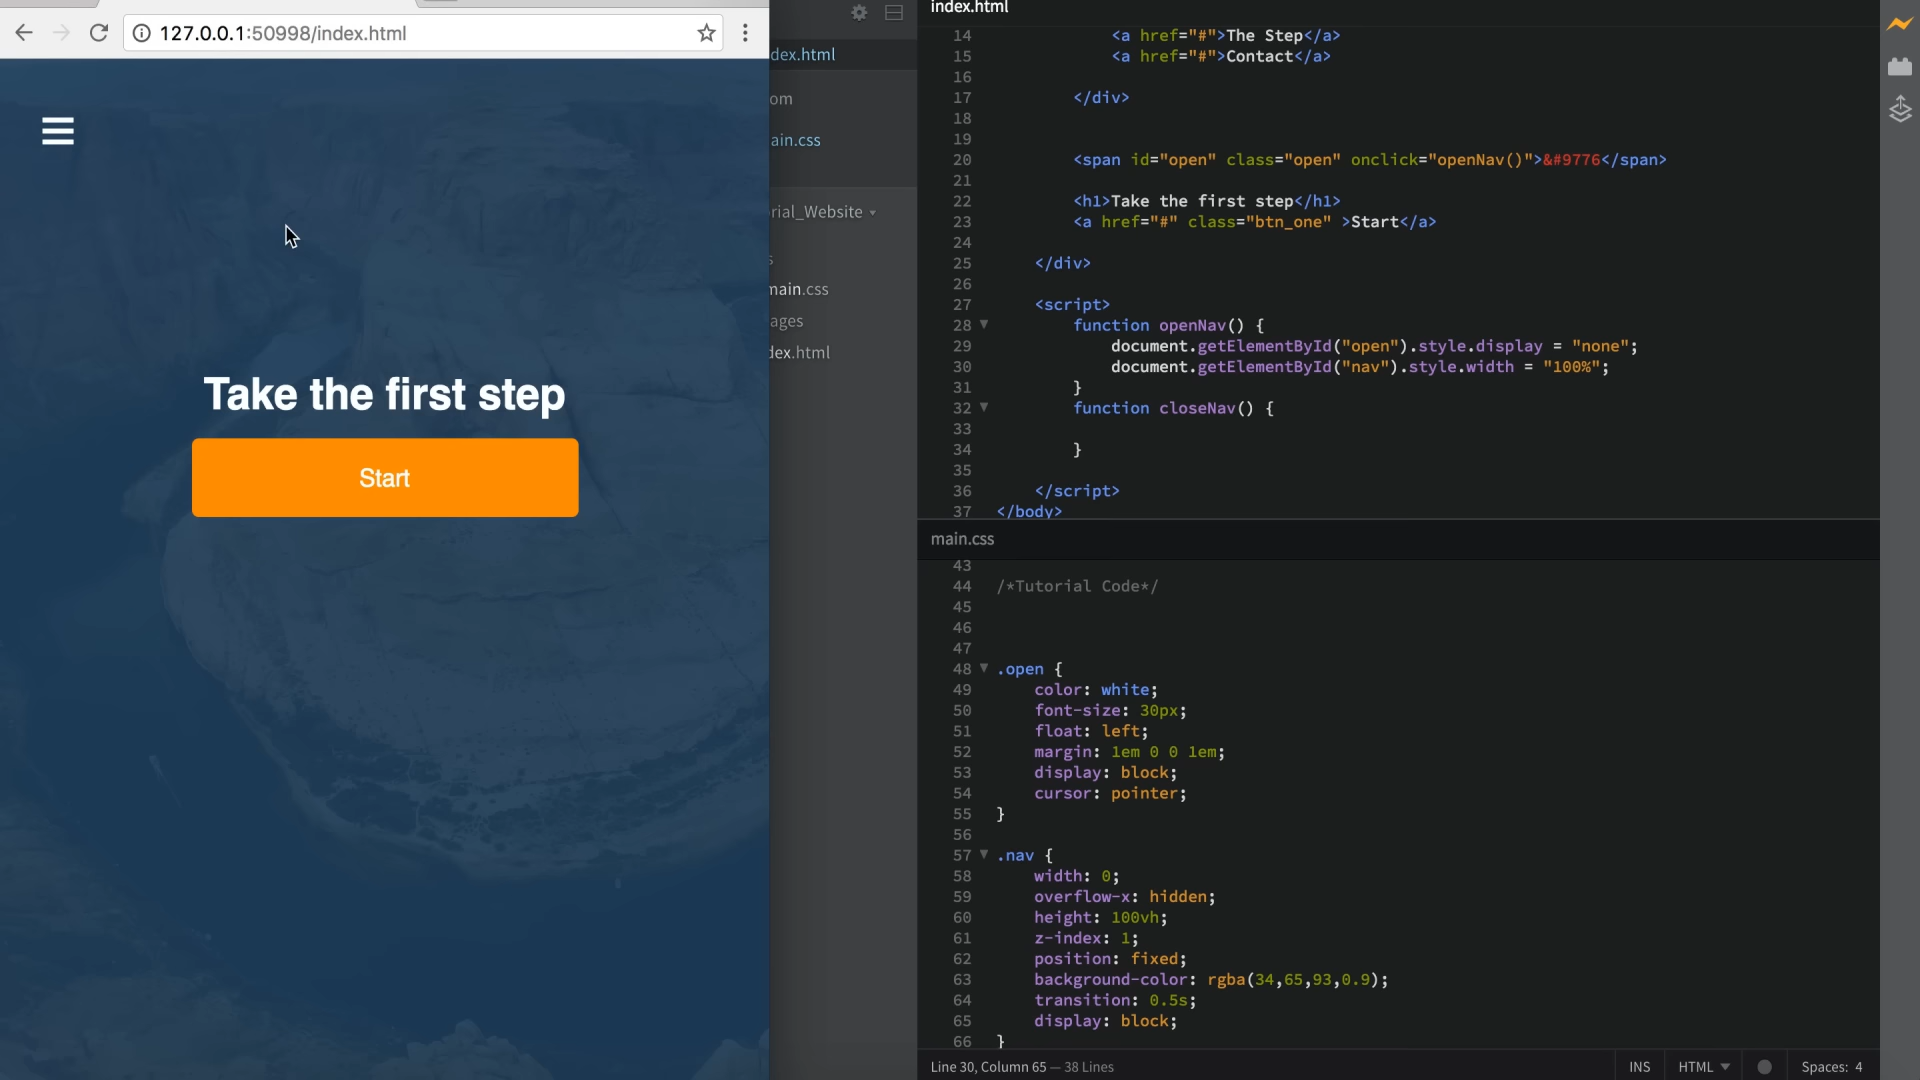 127.0.0.1:50998/index.html
Take the first step
Start
dex.html
om
ain.css
rial_Website
s
main.css
ages
dex.html
index.html
14 <a href="#">The Step</a>
15 <a href="#">Contact</a>
16
17 </div>
18
19
20 <span id="open" class="open" onclick="openNav()">&#9776</span>
21
22 <h1>Take the first step</h1>
23 <a href="#" class="btn_one" >Start</a>
24
25 </div>
26
27 <script>
28 function openNav() {
29 document.getElementById("open").style.display = "none";
30 document.getElementById("nav").style.width = "100%";
31 }
32 function closeNav() {
33
34 }
35
36 </script>
37 </body>
main.css
43
44 /*Tutorial Code*/
45
46
47
48 .open {
49 color: white;
50 font-size: 30px;
51 float: left;
52 margin: 1em 0 0 1em;
53 display: block;
54 cursor: pointer;
55 }
56
57 .nav {
58 width: 0;
59 overflow-x: hidden;
60 height: 100vh;
61 z-index: 1;
62 position: fixed;
63 background-color: rgba(34,65,93,0.9);
64 transition: 0.5s;
65 display: block;
66 }
Line 30, Column 65 — 38 Lines
INS HTML Spaces: 4